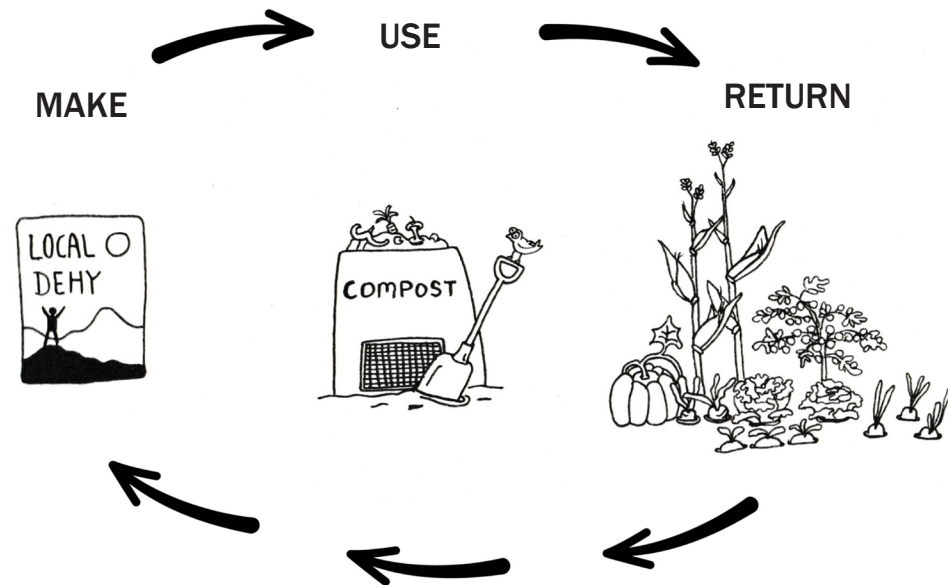 USE
MAKE
RETURN
LOCAL
DEHY
COMPOST